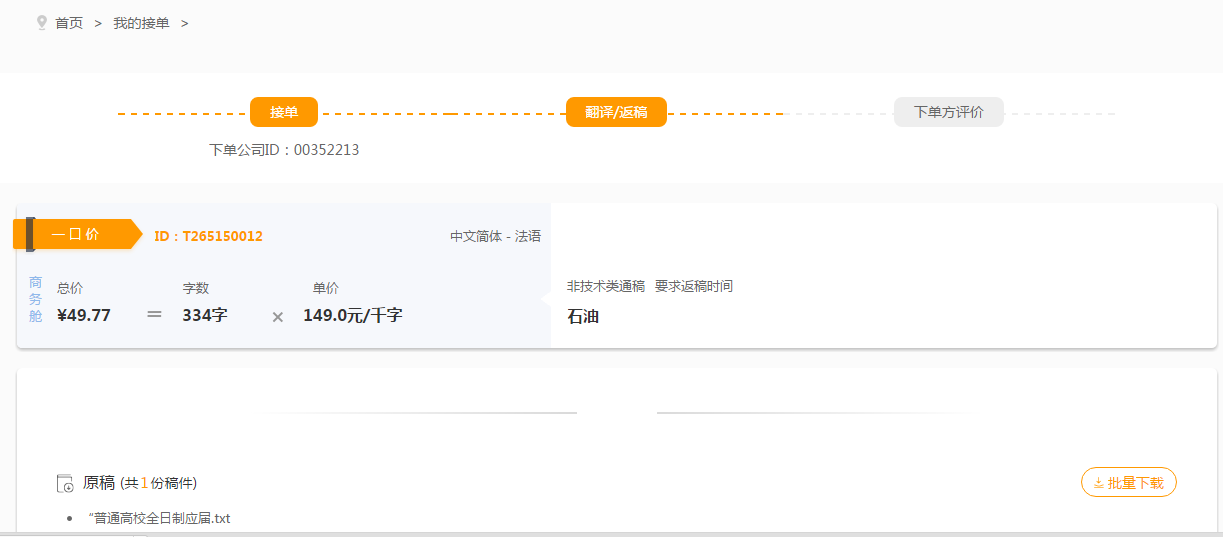 首页 > 我的接单 >
接单
翻译/返稿
下单方评价
下单公司ID：00352213
一口价
ID：T265150012
中文简体 - 法语
商务舱
总价
字数
单价
¥49.77 = 334字 × 149.0元/千字
非技术类通稿 要求返稿时间
石油
原稿 (共1份稿件)
批量下载
“普通高校全日制应届.txt